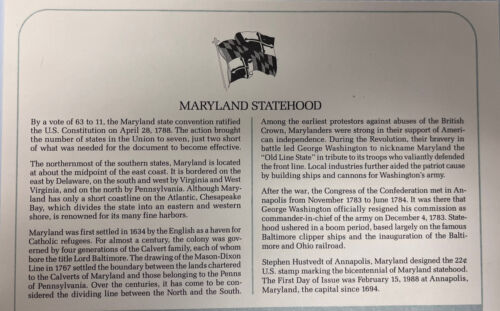 MARYLAND STATEHOOD
By a vote of 63 to 11, the Maryland state convention ratified
the U.S. Constitution on April 28, 1788. The action brought
the number of states in the Union to seven, just two short
of what was needed for the document to become effective.
The northernmost of the southern states, Maryland is located
at about the midpoint of the east coast. It is bordered on the
east by Delaware, on the south and west by Virginia and West
Virginia, and on the north by Pennsylvania. Although Mary-
land has only a short coastline on the Atlantic, Chesapeake
Bay, which divides the state into an eastern and western
shore, is renowned for its many fine harbors.
Maryland was first settled in 1634 by the English as a haven for
Catholic refugees. For almost a century, the colony was gov-
erned by four generations of the Calvert family, each of whom
bore the title Lord Baltimore. The drawing of the Mason-Dixon
Line in 1767 settled the boundary between the lands chartered
to the Calverts of Maryland and those belonging to the Penns
of Pennsylvania. Over the centuries, it has come to be con-
sidered the dividing line between the North and the South.
Among the earliest protestors against abuses of the British
Crown, Marylanders were strong in their support of Ameri-
can independence. During the Revolution, their bravery in
battle led George Washington to nickname Maryland the
"Old Line State" in tribute to its troops who valiantly defended
the front line. Local industries further aided the patriot cause
by building ships and cannons for Washington's army.
After the war, the Congress of the Confederation met in An-
napolis from November 1783 to June 1784. It was there that
George Washington officially resigned his commission as
commander-in-chief of the army on December 4, 1783. State-
hood ushered in a boom period, based largely on the famous
Baltimore clipper ships and the inauguration of the Balti-
more and Ohio railroad.
Stephen Hustvedt of Annapolis, Maryland designed the 22¢
U.S. stamp marking the bicentennial of Maryland statehood.
The First Day of Issue was February 15, 1988 at Annapolis,
Maryland, the capital since 1694.